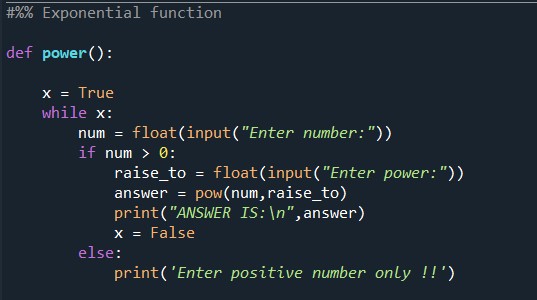 #%% Exponential function
def power():
x = True
while x:
num = float(input("Enter number:"))
if num > 0:
raise_to = float(input("Enter power:"))
answer = pow(num,raise_to)
print("ANSWER IS:\n",answer)
x = False
else:
print('Enter positive number only !!')